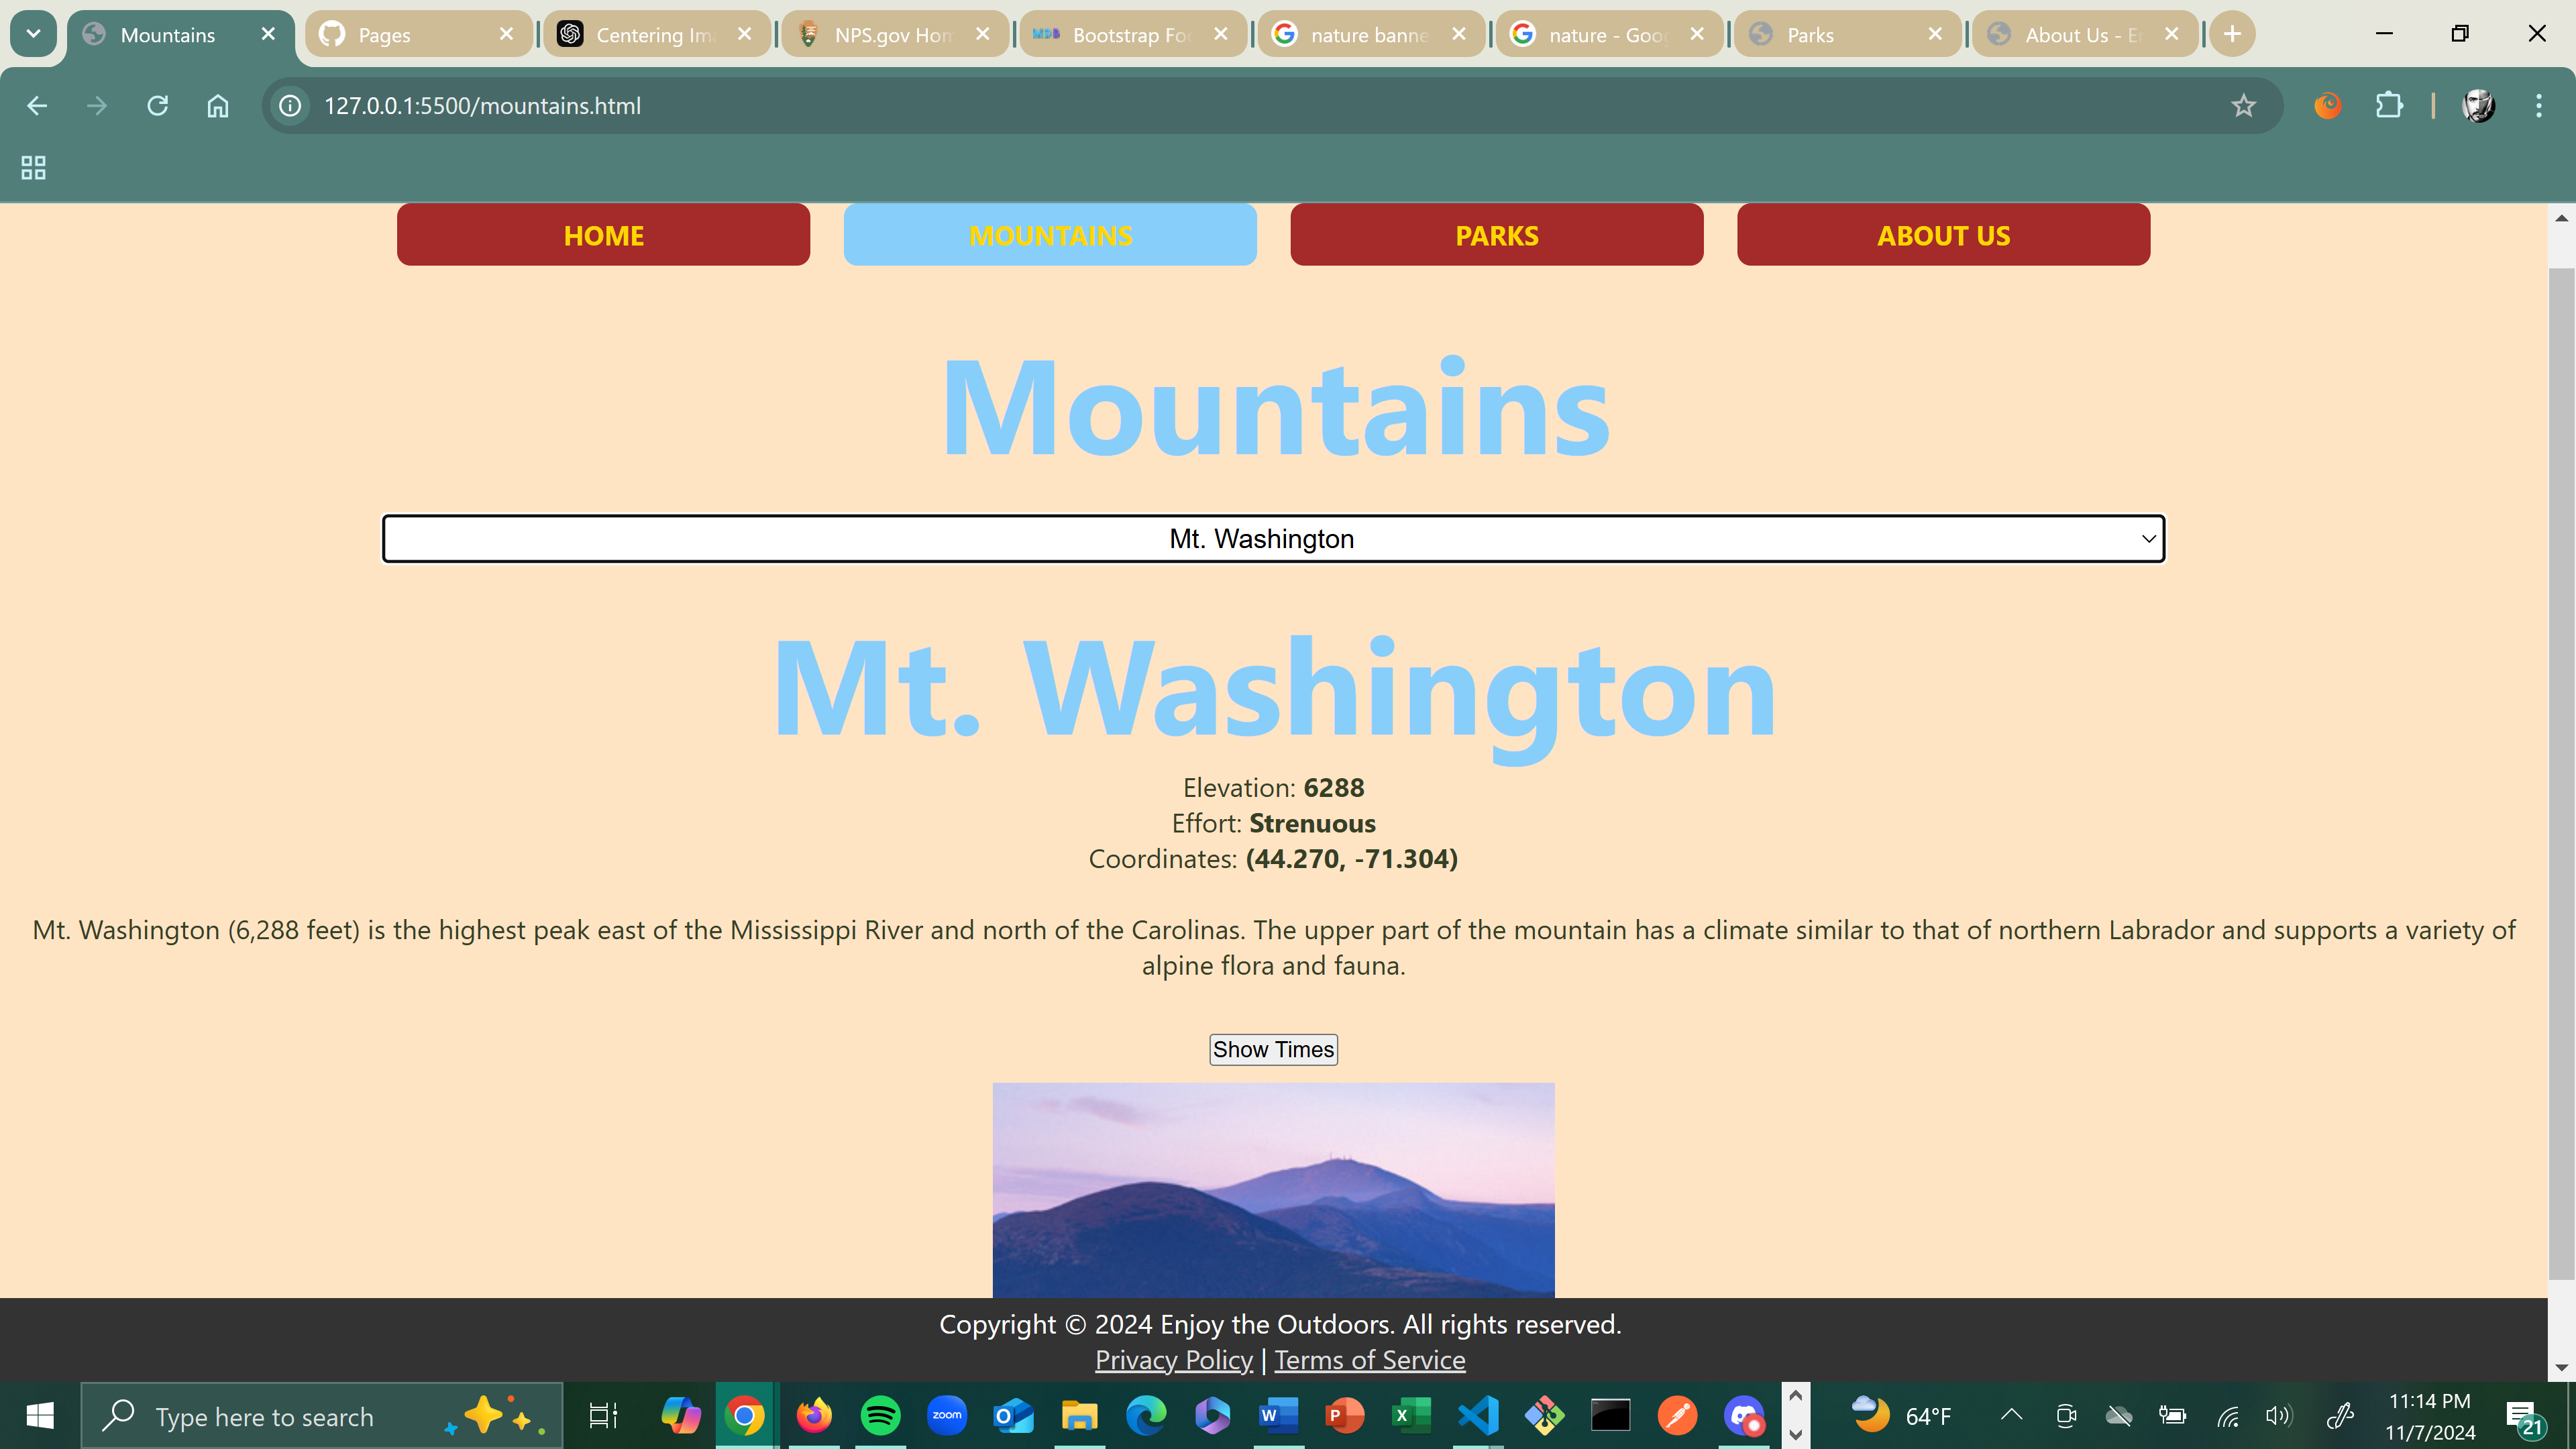 Mountains
Pages
Centering Im
NPS.gov Hom
Bootstrap Fo
nature banne
nature - Goog
Parks
About Us - E
127.0.0.1:5500/mountains.html
HOME
MOUNTAINS
PARKS
ABOUT US
Mountains
Mt. Washington
Mt. Washington
Elevation: 6288
Effort: Strenuous
Coordinates: (44.270, -71.304)
Mt. Washington (6,288 feet) is the highest peak east of the Mississippi River and north of the Carolinas. The upper part of the mountain has a climate similar to that of northern Labrador and supports a variety of
alpine flora and fauna.
Show Times
Copyright © 2024 Enjoy the Outdoors. All rights reserved.
Privacy Policy | Terms of Service
Type here to search
zoom
64°F
11:14 PM
11/7/2024
21